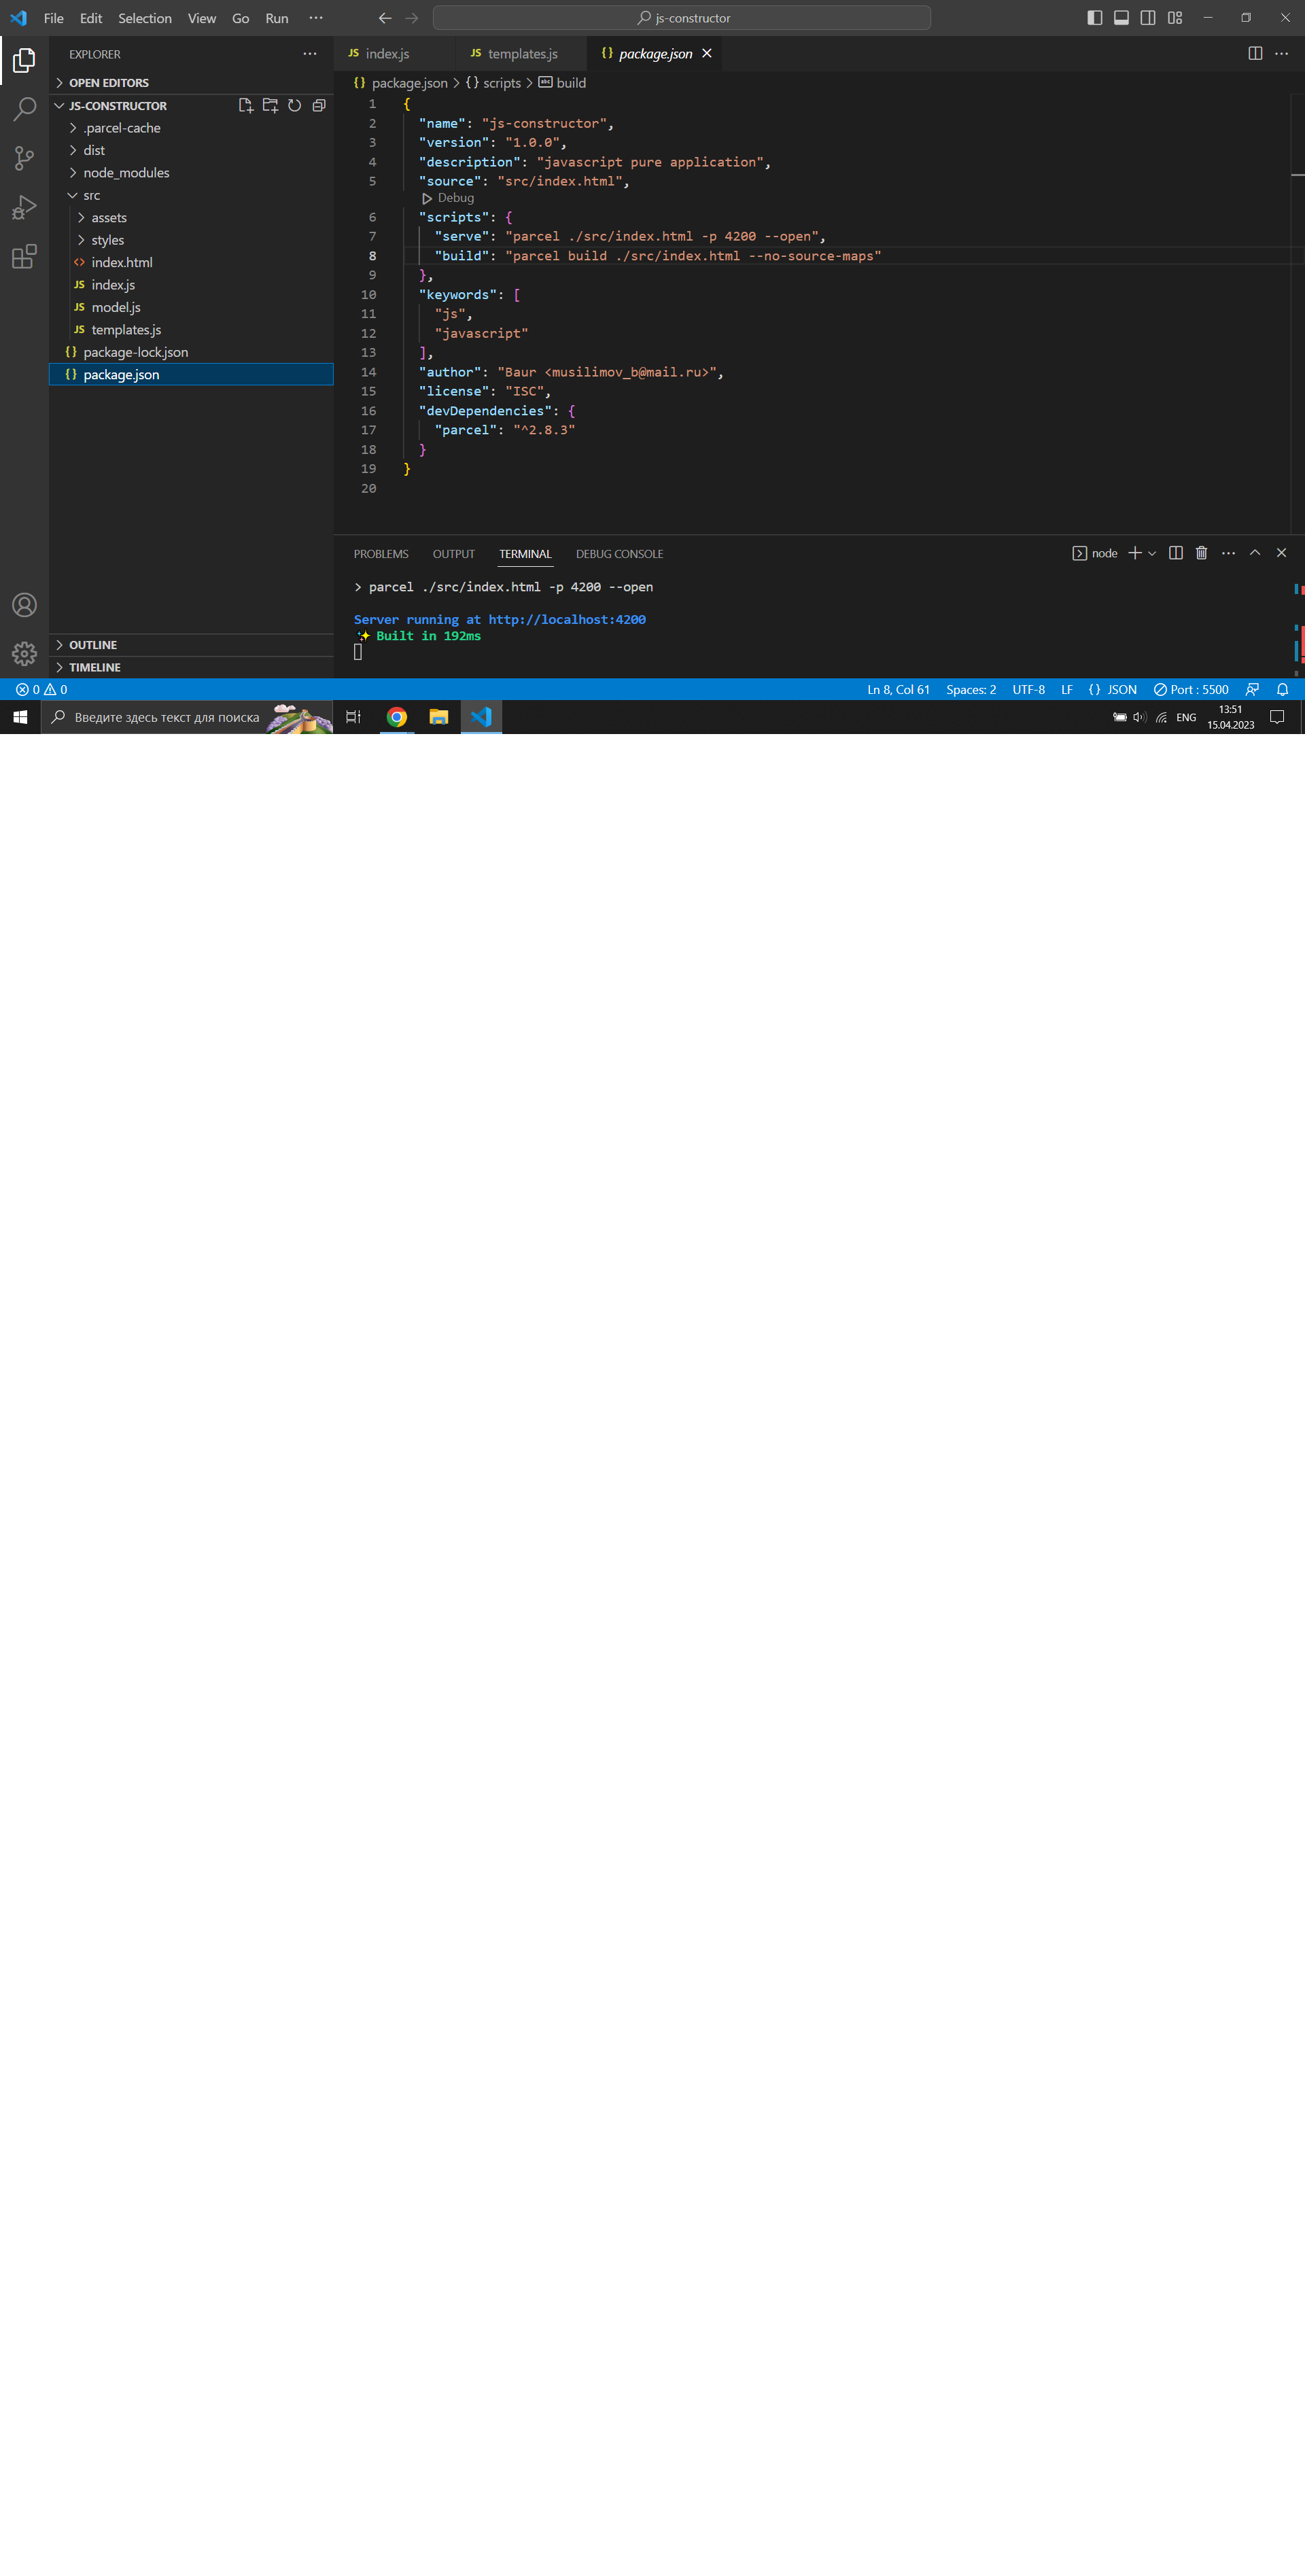 File Edit Selection View Go Run ···
js-constructor
EXPLORER
OPEN EDITORS
JS-CONSTRUCTOR
.parcel-cache
dist
node_modules
src
assets
styles
<> index.html
JS index.js
JS model.js
JS templates.js
{} package-lock.json
{} package.json
OUTLINE
TIMELINE
JS index.js
JS templates.js
{} package.json
{} package.json > {} scripts > abc build
1 {
2 "name": "js-constructor",
3 "version": "1.0.0",
4 "description": "javascript pure application",
5 "source": "src/index.html",
Debug
6 "scripts": {
7 "serve": "parcel ./src/index.html -p 4200 --open",
8 "build": "parcel build ./src/index.html --no-source-maps"
9 },
10 "keywords": [
11 "js",
12 "javascript"
13 ],
14 "author": "Baur <musilimov_b@mail.ru>",
15 "license": "ISC",
16 "devDependencies": {
17 "parcel": "^2.8.3"
18 }
19 }
20
PROBLEMS OUTPUT TERMINAL DEBUG CONSOLE
node
> parcel ./src/index.html -p 4200 --open
Server running at http://localhost:4200
✨ Built in 192ms
0 0
Ln 8, Col 61 Spaces: 2 UTF-8 LF {} JSON Port : 5500
Введите здесь текст для поиска
ENG
13:51
15.04.2023